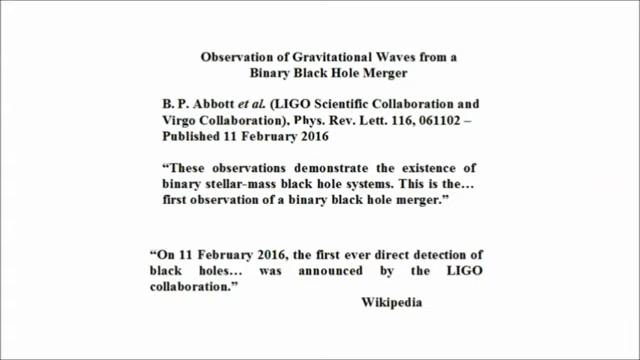 Observation of Gravitational Waves from a
Binary Black Hole Merger
B. P. Abbott et al. (LIGO Scientific Collaboration and
Virgo Collaboration), Phys. Rev. Lett. 116, 061102 –
Published 11 February 2016
“These observations demonstrate the existence of
binary stellar-mass black hole systems. This is the…
first observation of a binary black hole merger.”
“On 11 February 2016, the first ever direct detection of
black holes… was announced by the LIGO
collaboration.”
Wikipedia